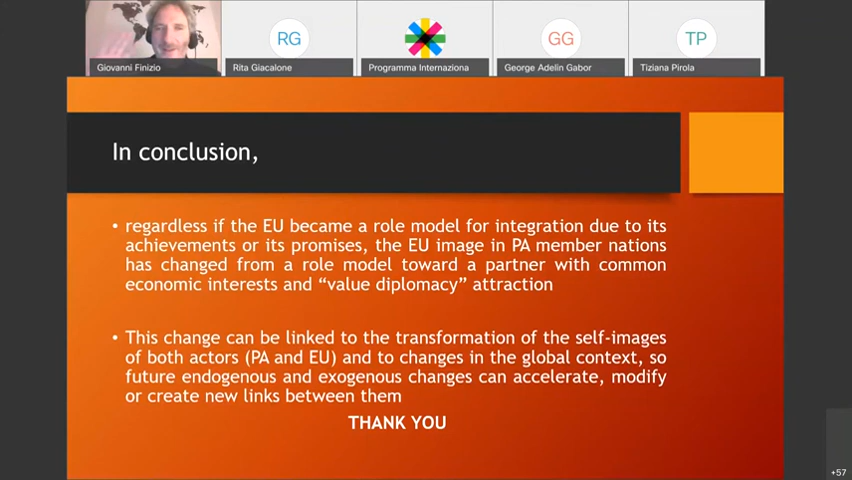 RG
GG
TP
Giovanni Finizio
Rita Giacalone
Programma Internaziona
George Adelin Gabor
Tiziana Pirola
In conclusion,
• regardless if the EU became a role model for integration due to its
achievements or its promises, the EU image in PA member nations
has changed from a role model toward a partner with common
economic interests and “value diplomacy” attraction
• This change can be linked to the transformation of the self-images
of both actors (PA and EU) and to changes in the global context, so
future endogenous and exogenous changes can accelerate, modify
or create new links between them
THANK YOU
+57